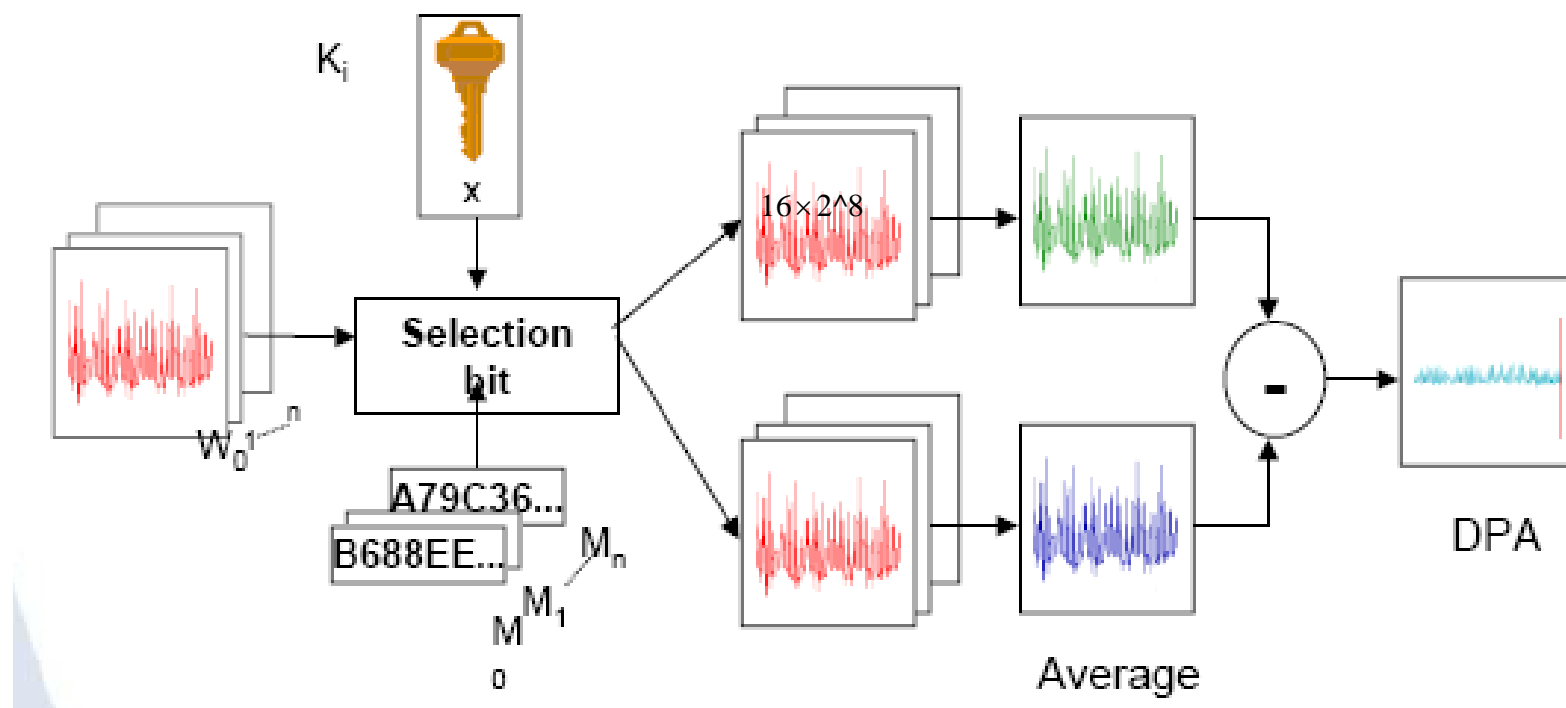 Kᵢ
x
16×2^8
Selection
bit
W₀ 1 n
A79C36...
B688EE...
Mₙ
M₁
M
0
-
DPA
Average